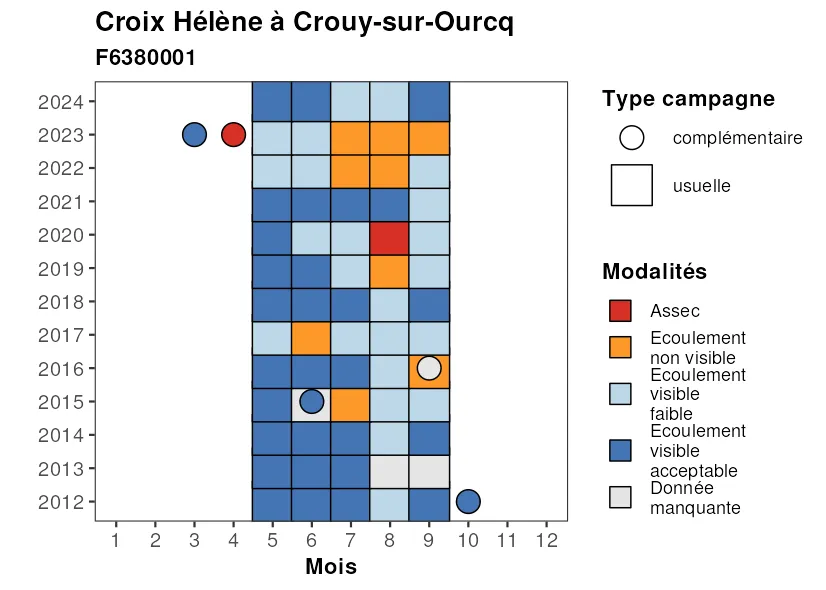 Croix Hélène à Crouy-sur-Ourcq
F6380001
2024
2023
2022
2021
2020
2019
2018
2017
2016
2015
2014
2013
2012
1 2 3 4 5 6 7 8 9 10 11 12
Mois
Type campagne
complémentaire
usuelle
Modalités
Assec
Ecoulement
non visible
Ecoulement
visible
faible
Ecoulement
visible
acceptable
Donnée
manquante